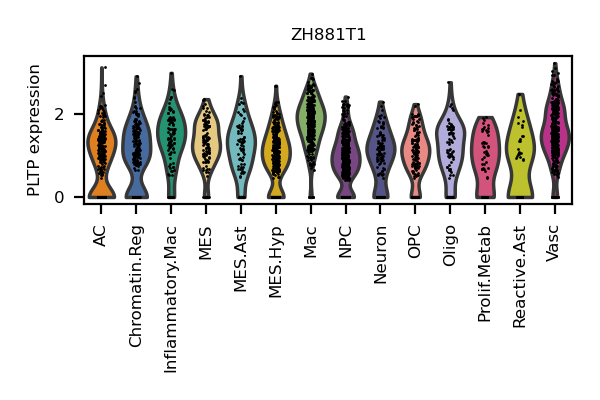 ZH881T1
PLTP expression
2
0
AC
Chromatin.Reg
Inflammatory.Mac
MES
MES.Ast
MES.Hyp
Mac
NPC
Neuron
OPC
Oligo
Prolif.Metab
Reactive.Ast
Vasc